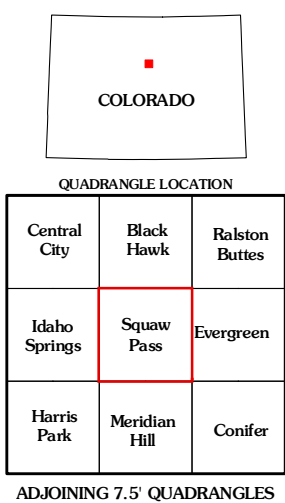 COLORADO
QUADRANGLE LOCATION
Central
City
Black
Hawk
Ralston
Buttes
Idaho
Springs
Squaw
Pass
Evergreen
Harris
Park
Meridian
Hill
Conifer
ADJOINING 7.5' QUADRANGLES